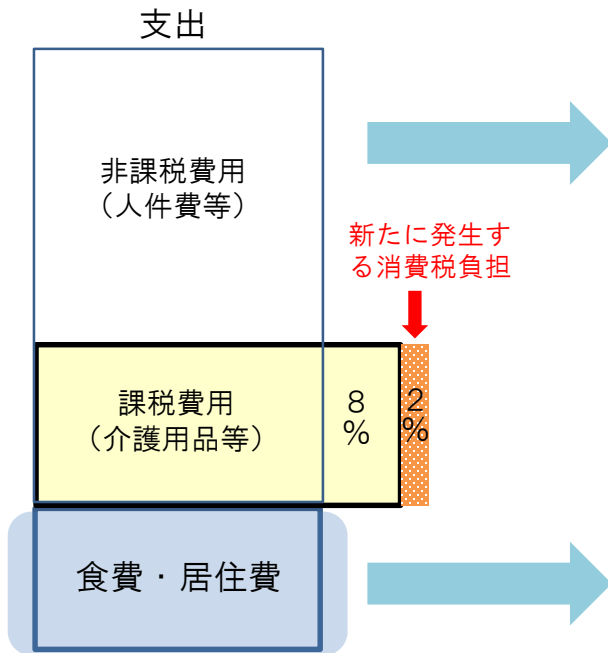 支出
非課税費用
（人件費等）
新たに発生す
る消費税負担
課税費用
（介護用品等）
8%
2%
食費・居住費